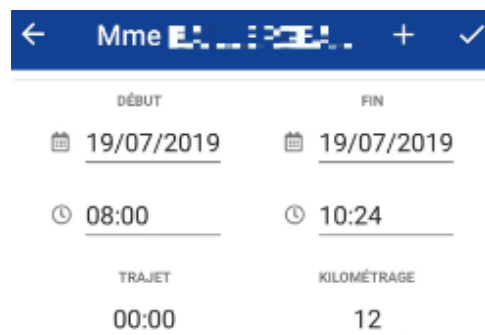 Mme
DÉBUT FIN
19/07/2019 19/07/2019
08:00 10:24
TRAJET KILOMÉTRAGE
00:00 12